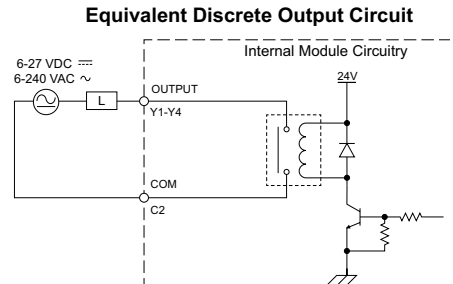 Equivalent Discrete Output Circuit
Internal Module Circuitry
6-27 VDC ⎓
6-240 VAC ∿
24V
L
OUTPUT
Y1-Y4
COM
C2